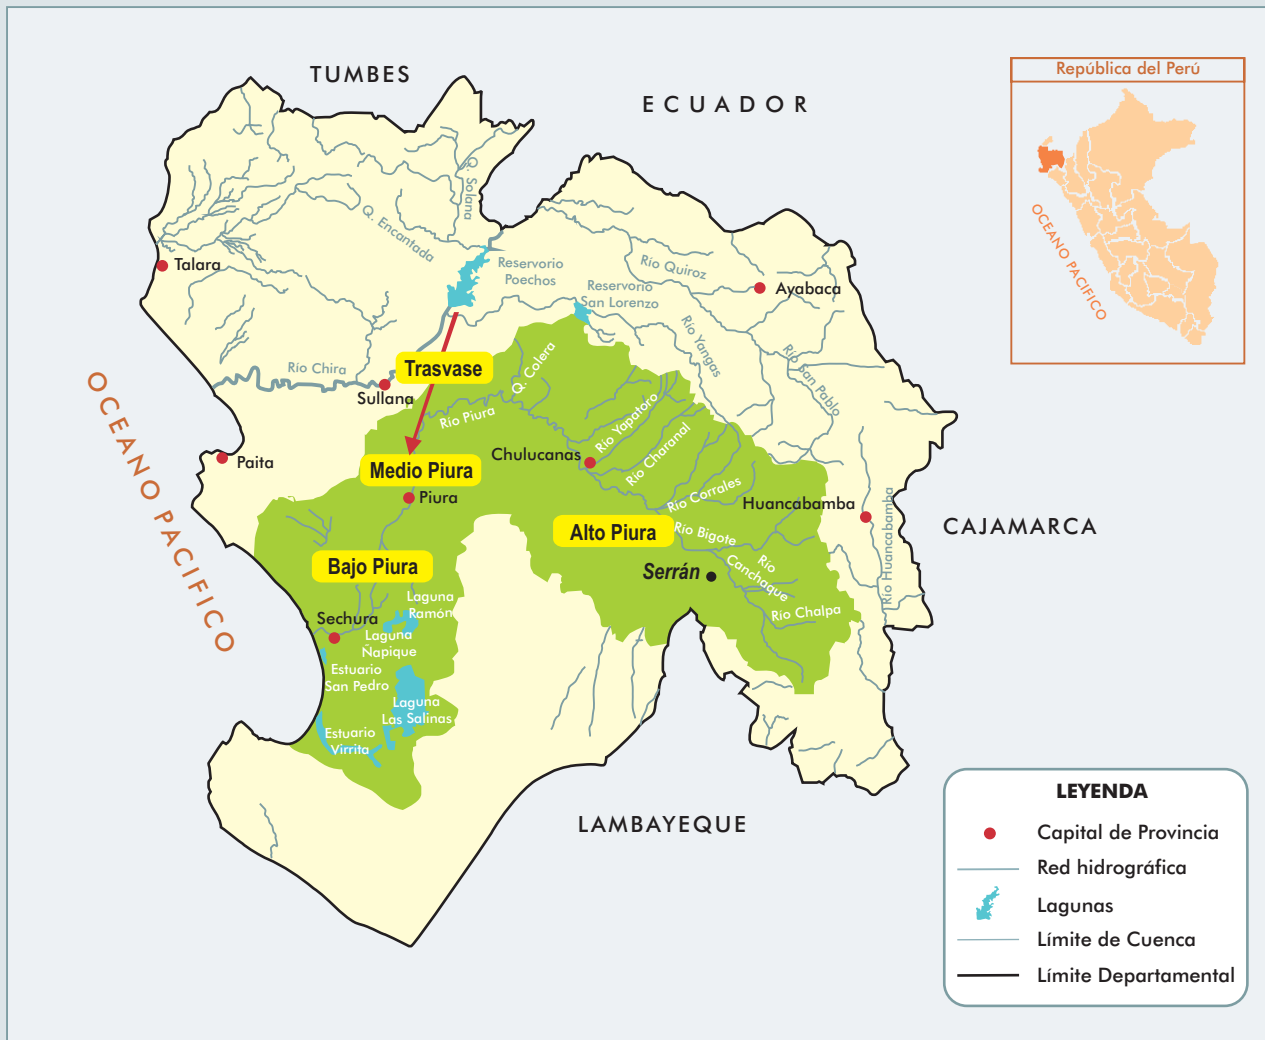 TUMBES
ECUADOR
República del Perú
OCEANO PACIFICO
Q. Solana
Q. Encantada
Talara
Reservorio
Poechos
Reservorio
San Lorenzo
Río Quiroz
Ayabaca
Río Yangas
Río San Pablo
Río Chira
Sullana
Trasvase
Q. Colera
Río Piura
OCEANO PACIFICO
Paita
Medio Piura
Piura
Chulucanas
Río Yapatoro
Río Charanal
Río Corrales
Huancabamba
Río Huancabamba
CAJAMARCA
Alto Piura
Río Bigote
Serrán
Río
Canchaque
Río Chalpa
Bajo Piura
Laguna
Ramón
Sechura
Laguna
Ñapique
Estuario
San Pedro
Laguna
Las Salinas
Estuario
Virrita
LAMBAYEQUE
LEYENDA
Capital de Provincia
Red hidrográfica
Lagunas
Límite de Cuenca
Límite Departamental